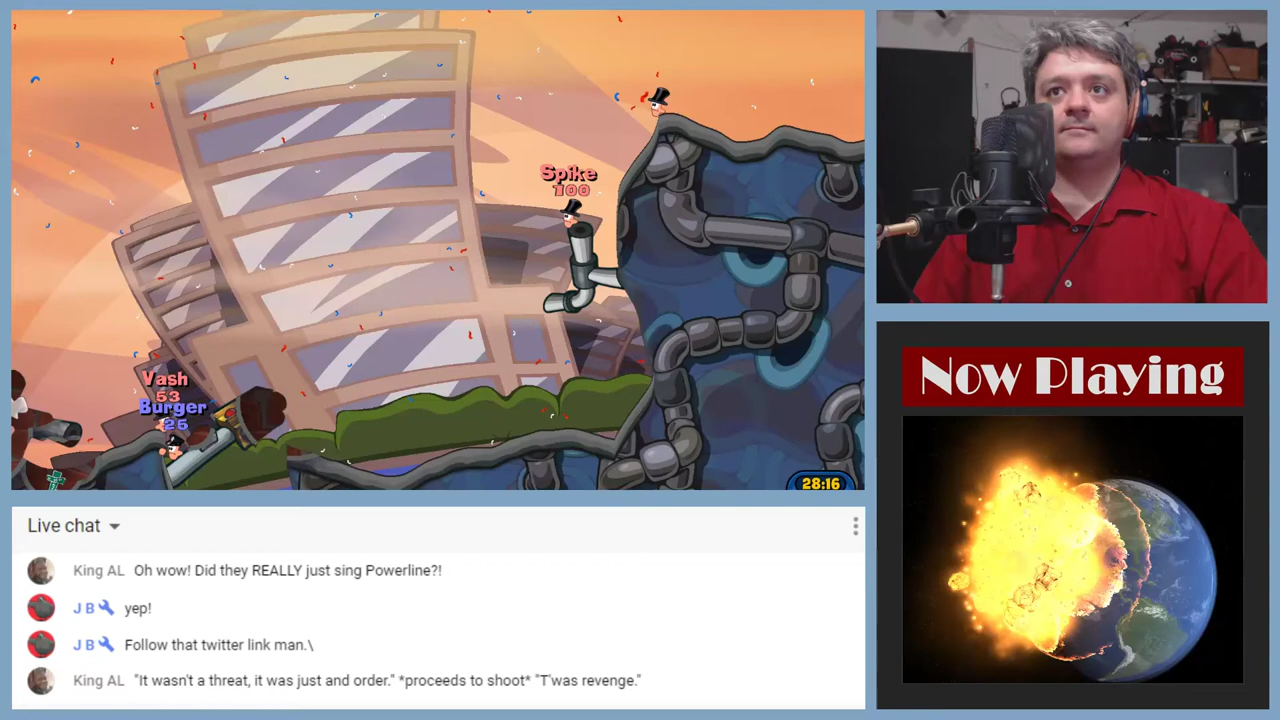 Spike
100
Vash
53
Burger
26
28:16
Now Playing
Live chat
King AL Oh wow! Did they REALLY just sing Powerline?!
J B yep!
J B Follow that twitter link man.\
King AL "It wasn't a threat, it was just and order." *proceeds to shoot* "T'was revenge."